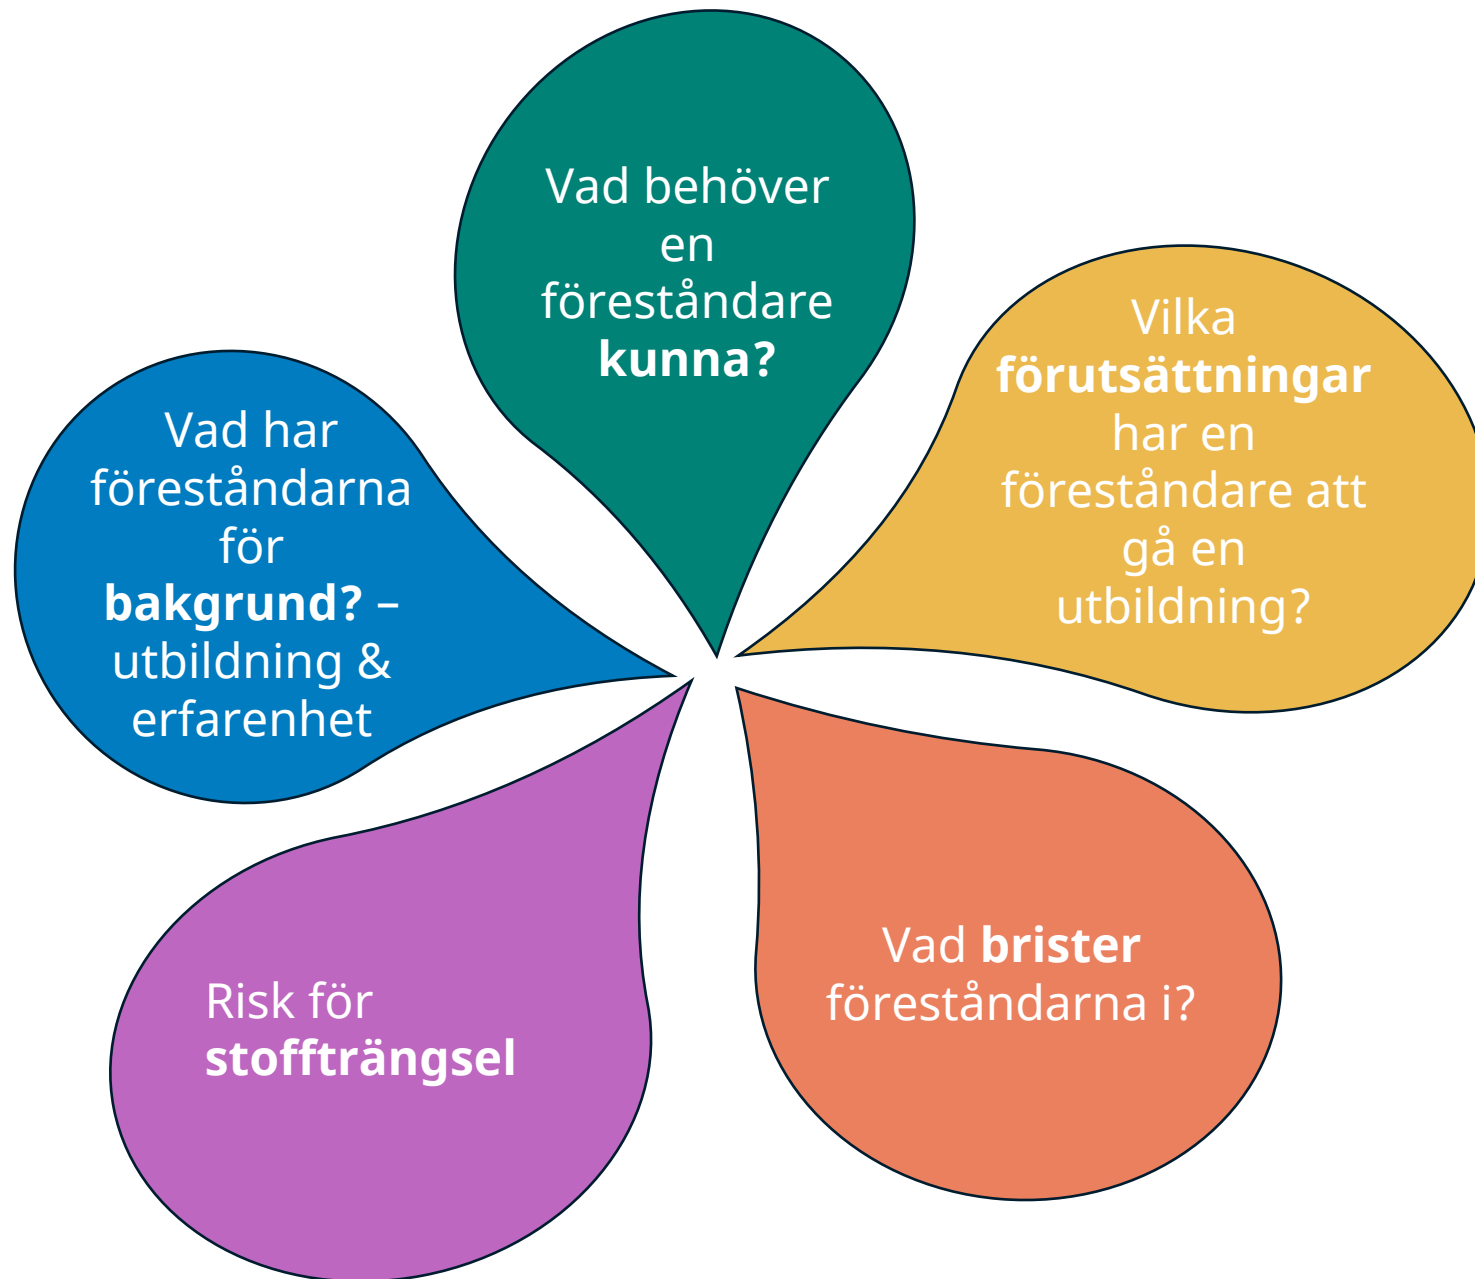 Vad behöver
en
föreståndare
kunna?
Vilka
förutsättningar
har en
föreståndare att
gå en
utbildning?
Vad har
föreståndarna
för
bakgrund? –
utbildning &
erfarenhet
Vad brister
föreståndarna i?
Risk för
stoffträngsel